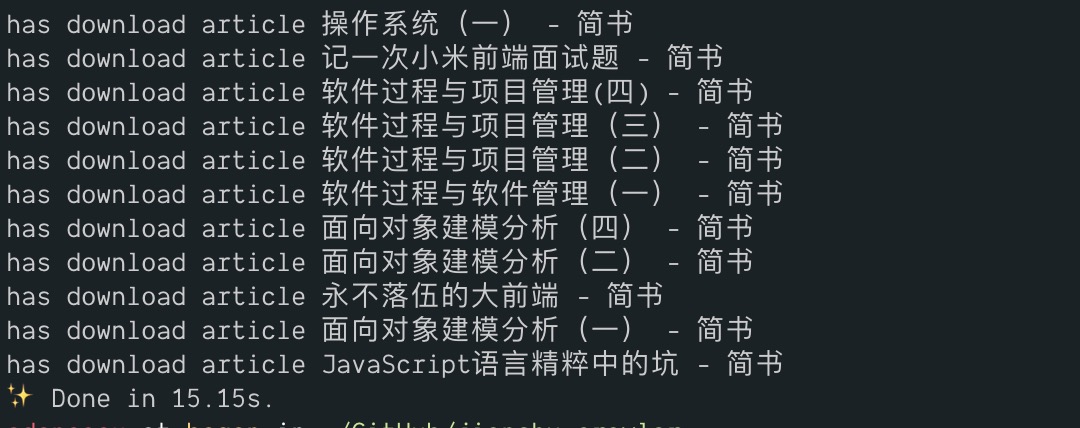 has download article 操作系统（一） - 简书
has download article 记一次小米前端面试题 - 简书
has download article 软件过程与项目管理(四) - 简书
has download article 软件过程与项目管理（三） - 简书
has download article 软件过程与项目管理（二） - 简书
has download article 软件过程与软件管理（一） - 简书
has download article 面向对象建模分析（四） - 简书
has download article 面向对象建模分析（二） - 简书
has download article 永不落伍的大前端 - 简书
has download article 面向对象建模分析（一） - 简书
has download article JavaScript语言精粹中的坑 - 简书
✨ Done in 15.15s.